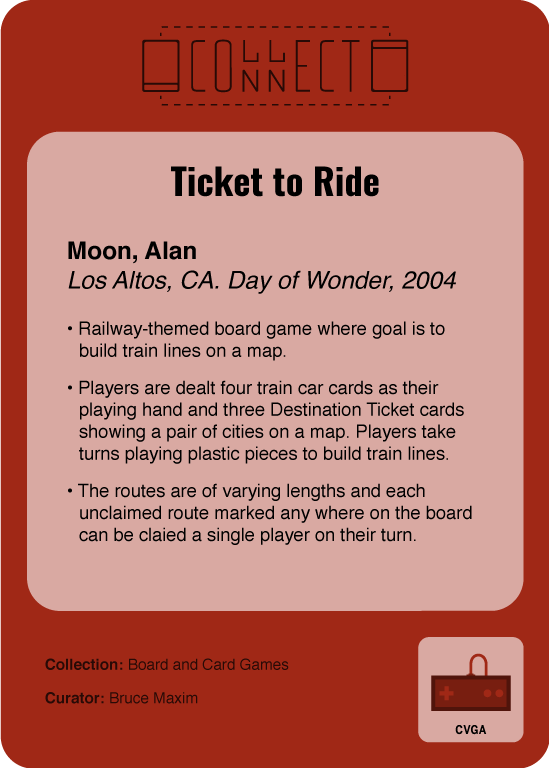 COLLECT
CONNECT
Ticket to Ride
Moon, Alan
Los Altos, CA. Day of Wonder, 2004
• Railway-themed board game where goal is to
build train lines on a map.
• Players are dealt four train car cards as their
playing hand and three Destination Ticket cards
showing a pair of cities on a map. Players take
turns playing plastic pieces to build train lines.
• The routes are of varying lengths and each
unclaimed route marked any where on the board
can be claied a single player on their turn.
Collection: Board and Card Games
Curator: Bruce Maxim
CVGA